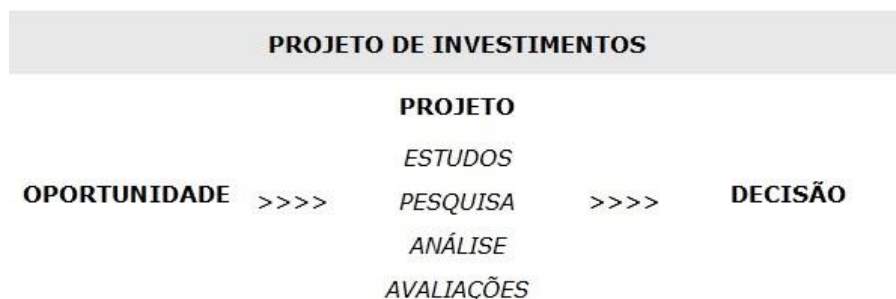 PROJETO DE INVESTIMENTOS
PROJETO
ESTUDOS
OPORTUNIDADE >>>> PESQUISA >>>> DECISÃO
ANÁLISE
AVALIAÇÕES